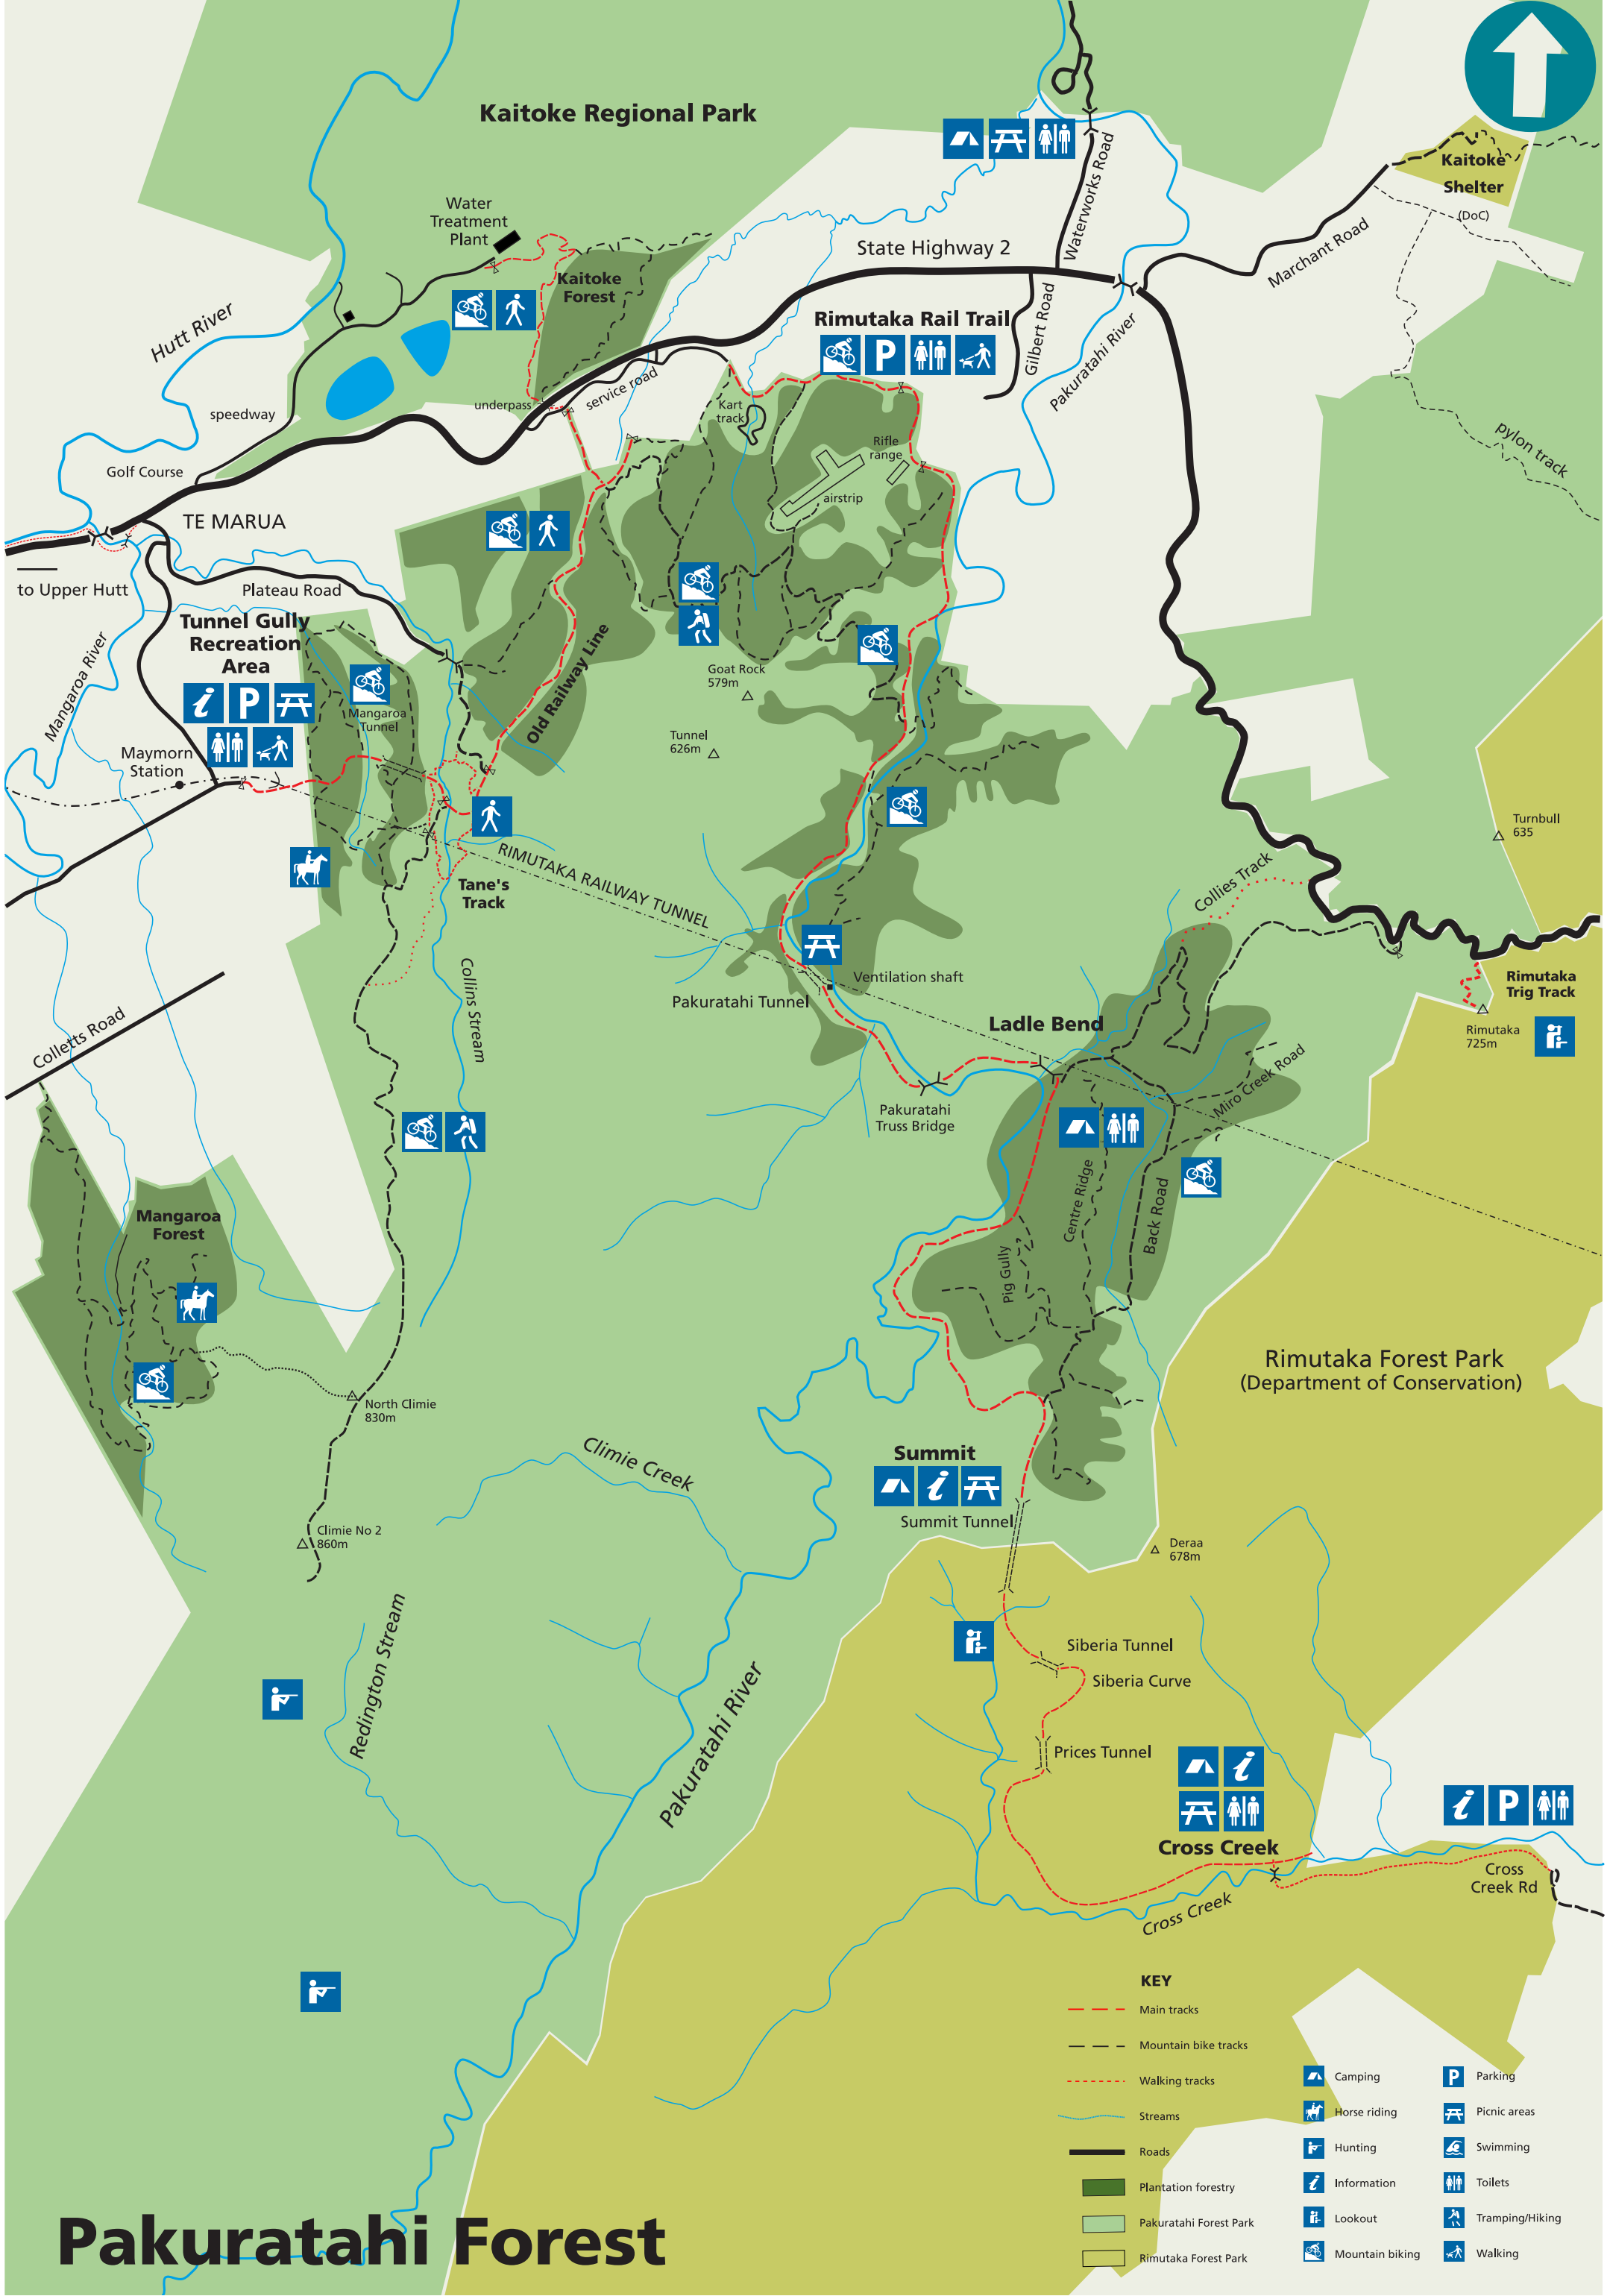 Kaitoke Regional Park
Kaitoke
Shelter
(DoC)
Water
Treatment
Plant
Waterworks Road
State Highway 2
Marchant Road
Kaitoke
Forest
Hutt River
Rimutaka Rail Trail
P
Gilbert Road
Pakuratahi River
service road
underpass
speedway
Kart
track
Rifle
range
airstrip
pylon track
Golf Course
TE MARUA
to Upper Hutt
Plateau Road
Tunnel Gully
Recreation
Area
i P
Mangaroa River
Mangaroa
Tunnel
Old Railway Line
Goat Rock
579m
Tunnel
626m
Maymorn
Station
Turnbull
635
RIMUTAKA RAILWAY TUNNEL
Collies Track
Tane's
Track
Collins Stream
Ventilation shaft
Pakuratahi Tunnel
Rimutaka
Trig Track
Rimutaka
725m
Ladle Bend
Colletts Road
Miro Creek Road
Pakuratahi
Truss Bridge
Centre Ridge
Back Road
Pig Gully
Mangaroa
Forest
Rimutaka Forest Park
(Department of Conservation)
North Climie
830m
Climie Creek
Summit
i
Summit Tunnel
Climie No 2
860m
Deraa
678m
Redington Stream
Pakuratahi River
Siberia Tunnel
Siberia Curve
Prices Tunnel
i
i P
Cross Creek
Cross
Creek Rd
Cross Creek
KEY
Main tracks
Mountain bike tracks
Walking tracks
Streams
Roads
Plantation forestry
Pakuratahi Forest Park
Rimutaka Forest Park
Camping
Horse riding
Hunting
i Information
Lookout
Mountain biking
P Parking
Picnic areas
Swimming
Toilets
Tramping/Hiking
Walking
Pakuratahi Forest